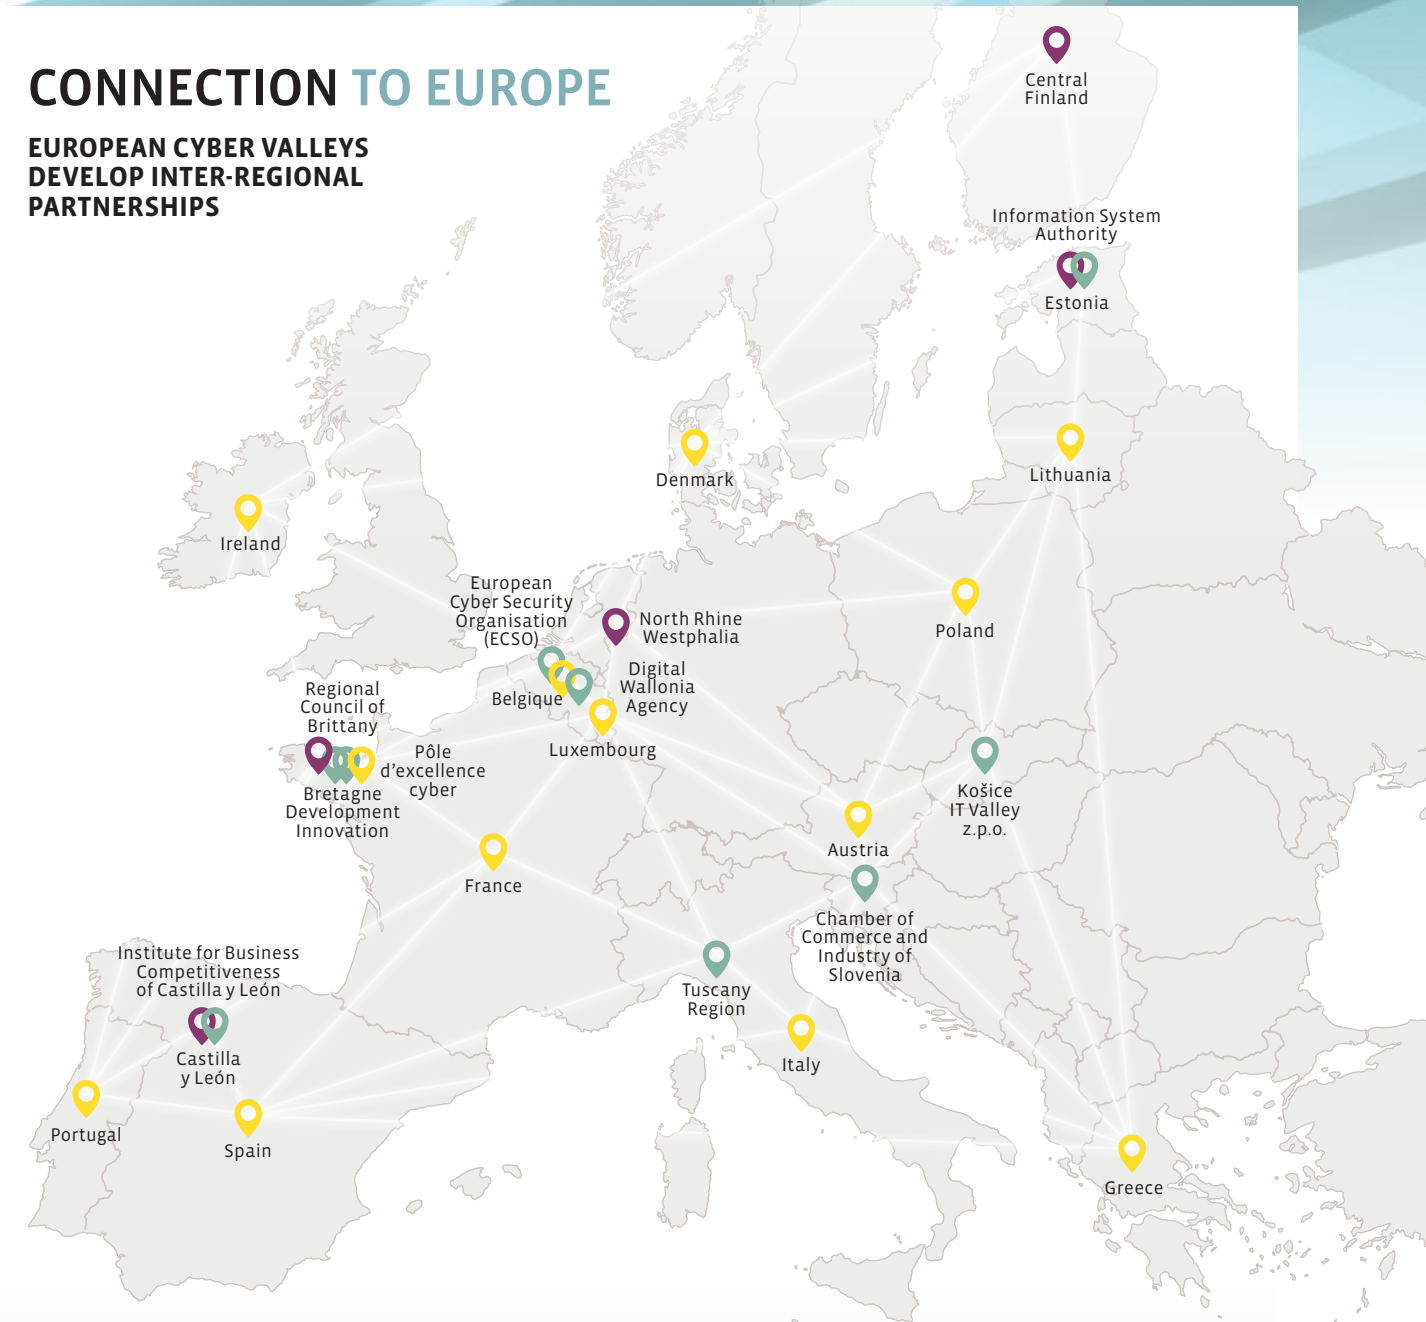 CONNECTION TO EUROPE
EUROPEAN CYBER VALLEYS
DEVELOP INTER-REGIONAL
PARTNERSHIPS
Central
Finland
Information System
Authority
Estonia
Lithuania
Denmark
Ireland
European
Cyber Security
Organisation
(ECSO)
North Rhine
Westphalia
Poland
Digital
Wallonia
Agency
Belgique
Luxembourg
Regional
Council of
Brittany
Pôle
d'excellence
cyber
Bretagne
Development
Innovation
Košice
IT Valley
z.p.o.
Austria
France
Chamber of
Commerce and
Industry of
Slovenia
Institute for Business
Competitiveness
of Castilla y León
Castilla
y León
Tuscany
Region
Italy
Portugal
Spain
Greece